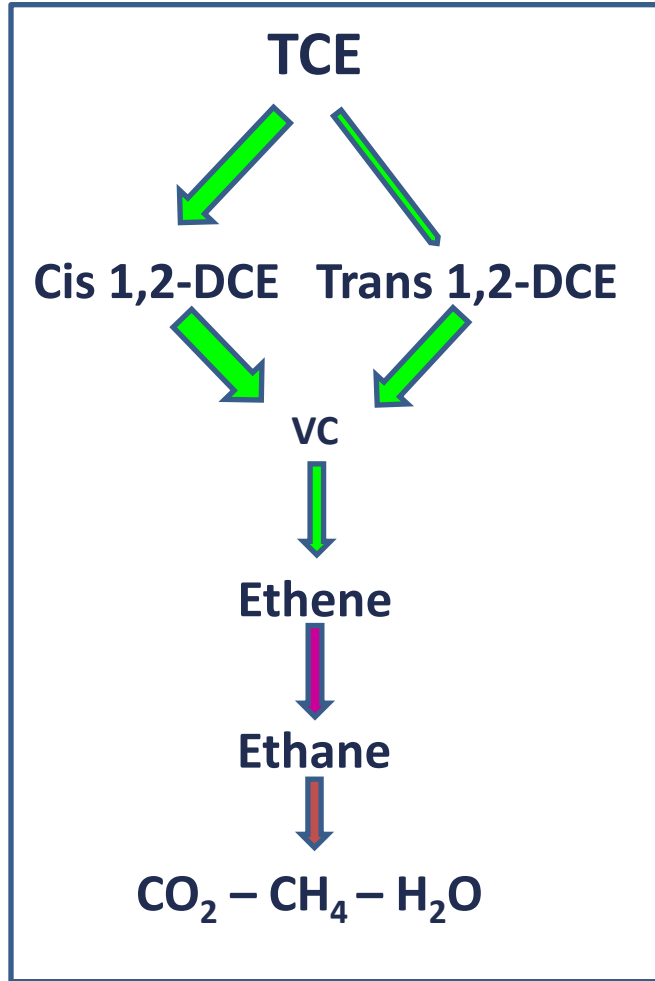 TCE
Cis 1,2-DCE Trans 1,2-DCE
VC
Ethene
Ethane
CO₂ – CH₄ – H₂O